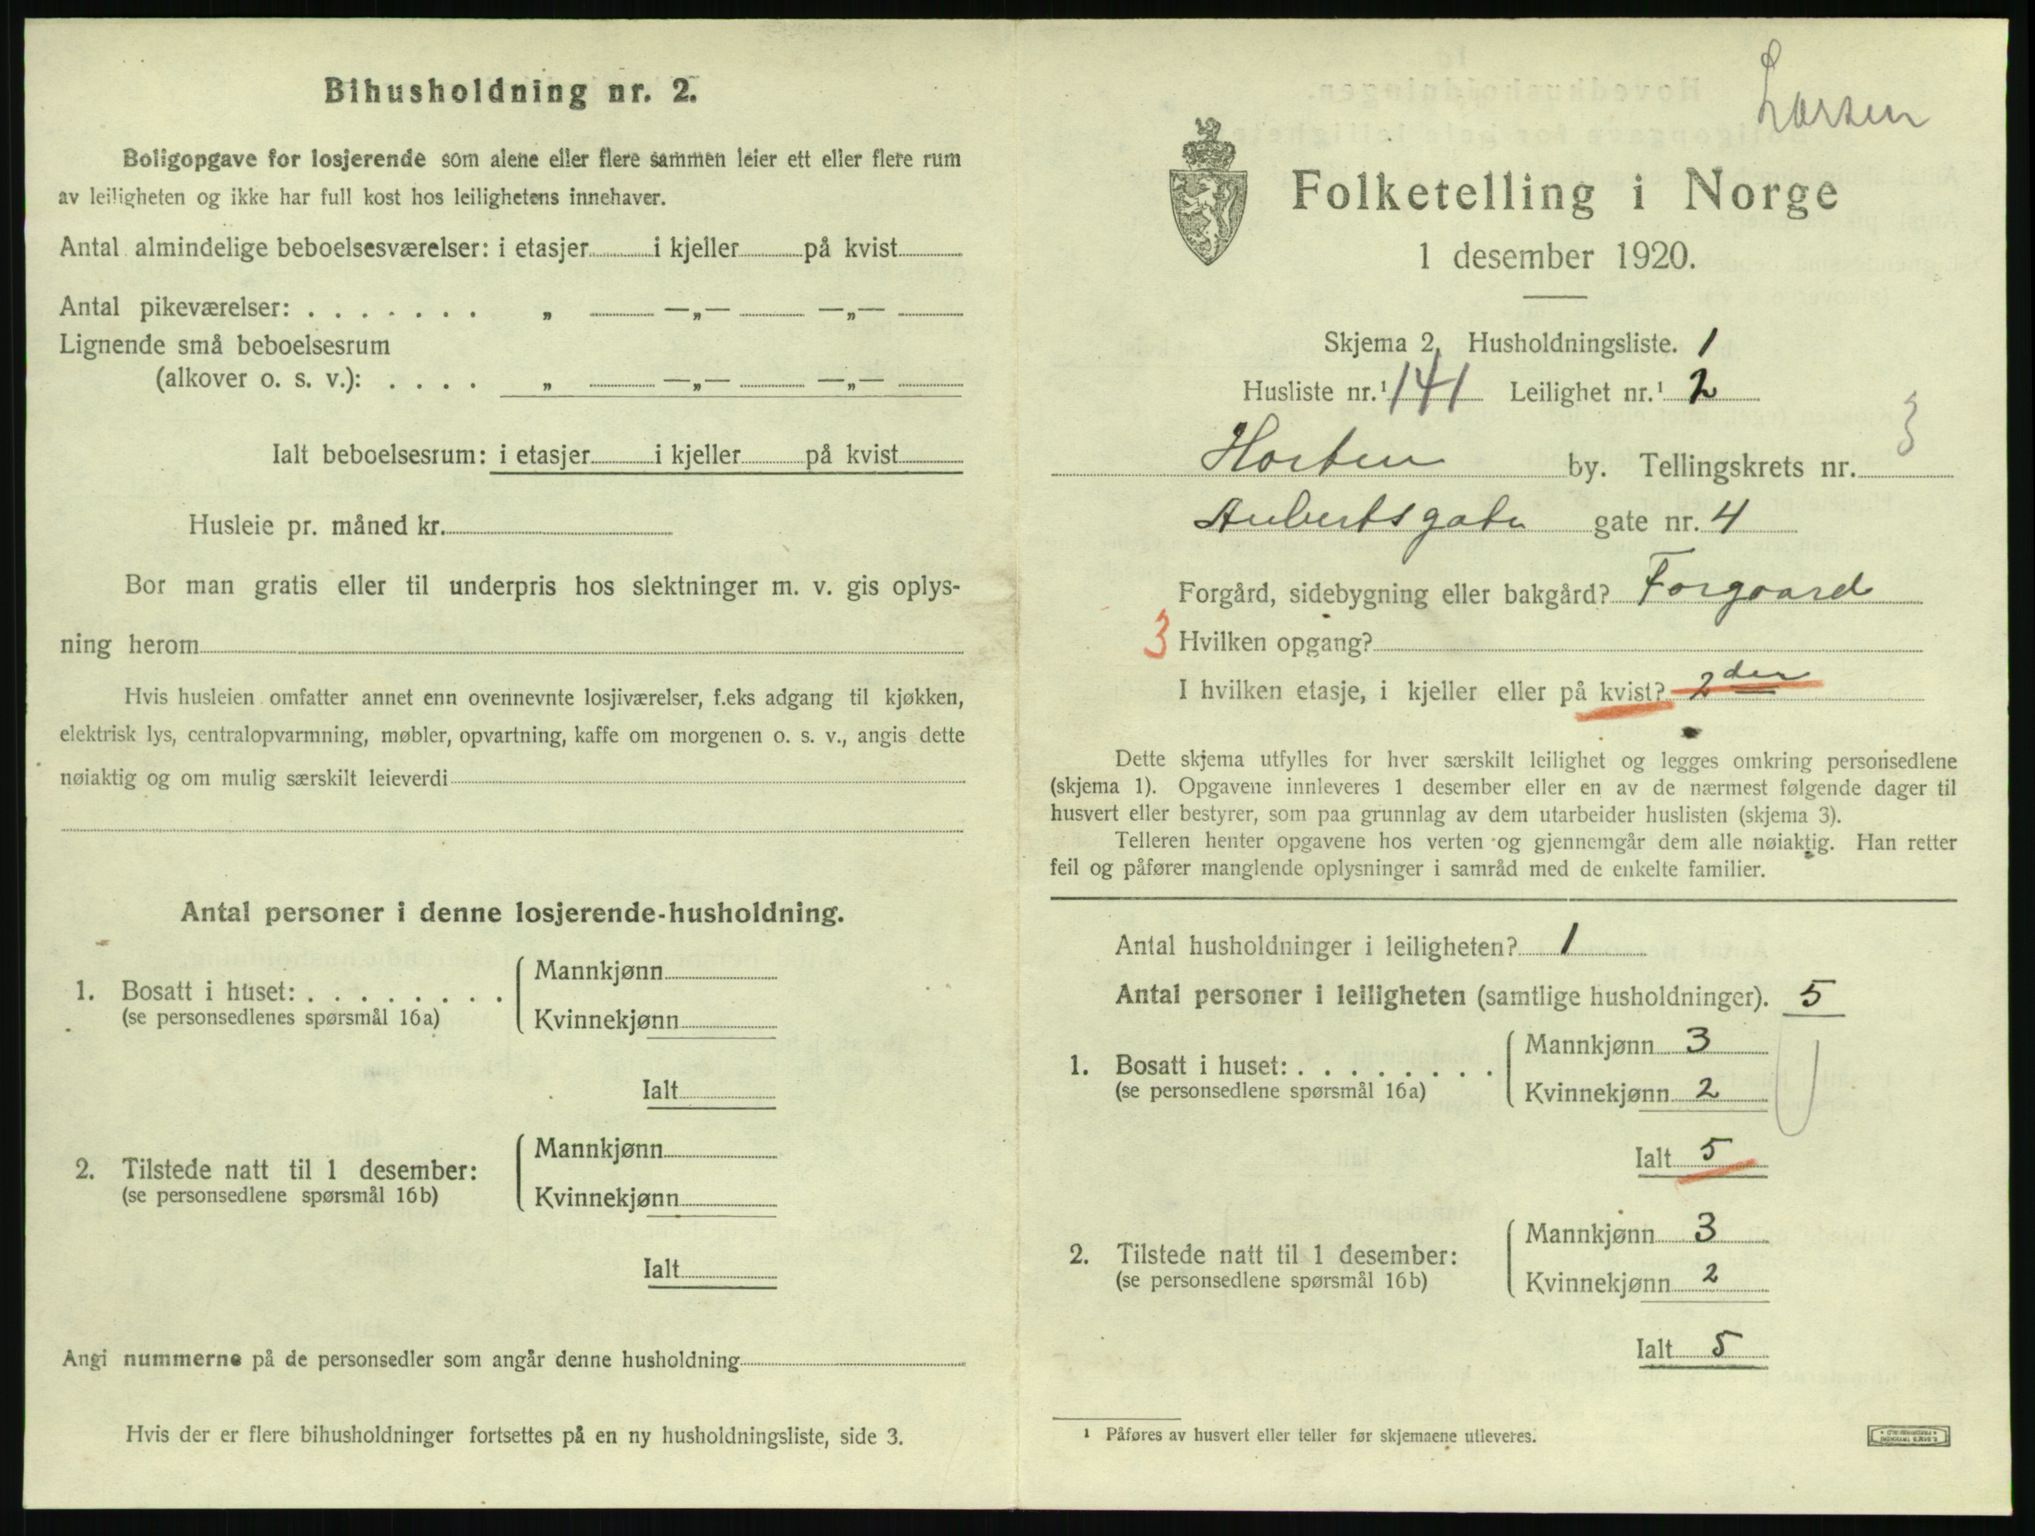 Bihusholdning nr. 2.
Boligopgave for losjerende som alene eller flere sammen leier ett eller flere rum
av leiligheten og ikke har full kost hos leilighetens innehaver.
Antal almindelige beboelsesværelser: i etasjer i kjeller på kvist
Antal pikeværelser: . . . . . . . „ —„— —„—
Lignende små beboelsesrum
(alkover o. s. v.): . . . . „ —„— —„—
Ialt beboelsesrum: i etasjer i kjeller på kvist
Husleie pr. måned kr.
Bor man gratis eller til underpris hos slektninger m. v. gis oplys-
ning herom
Hvis husleien omfatter annet enn ovennevnte losjiværelser, f.eks adgang til kjøkken,
elektrisk lys, centralopvarmning, møbler, opvartning, kaffe om morgenen o. s. v., angis dette
nøiaktig og om mulig særskilt leieverdi
Antal personer i denne losjerende-husholdning.
1. Bosatt i huset: . . . . . . . .
(se personsedlenes spørsmål 16a)
Mannkjønn
Kvinnekjønn
Ialt
2. Tilstede natt til 1 desember:
(se personsedlene spørsmål 16b)
Mannkjønn
Kvinnekjønn
Ialt
Angi nummerne på de personsedler som angår denne husholdning
Hvis der er flere bihusholdninger fortsettes på en ny husholdningsliste, side 3.
Larsen
Folketelling i Norge
1 desember 1920.
Skjema 2. Husholdningsliste. 1
Husliste nr.¹ 141 Leilighet nr.¹ 2
Horten by. Tellingskrets nr. 3
Aubertsgate gate nr. 4
Forgård, sidebygning eller bakgård? Forgaard
3 Hvilken opgang?
I hvilken etasje, i kjeller eller på kvist? 2den
Dette skjema utfylles for hver særskilt leilighet og legges omkring personsedlene
(skjema 1). Opgavene innleveres 1 desember eller en av de nærmest følgende dager til
husvert eller bestyrer, som paa grunnlag av dem utarbeider huslisten (skjema 3).
Telleren henter opgavene hos verten og gjennemgår dem alle nøiaktig. Han retter
feil og påfører manglende oplysninger i samråd med de enkelte familier.
Antal husholdninger i leiligheten? 1
Antal personer i leiligheten (samtlige husholdninger). 5
1. Bosatt i huset: . . . . . . . .
(se personsedlene spørsmål 16a)
Mannkjønn 3
Kvinnekjønn 2
Ialt 5
2. Tilstede natt til 1 desember:
(se personsedlene spørsmål 16b)
Mannkjønn 3
Kvinnekjønn 2
Ialt 5
¹ Påføres av husvert eller teller før skjemaene utleveres.